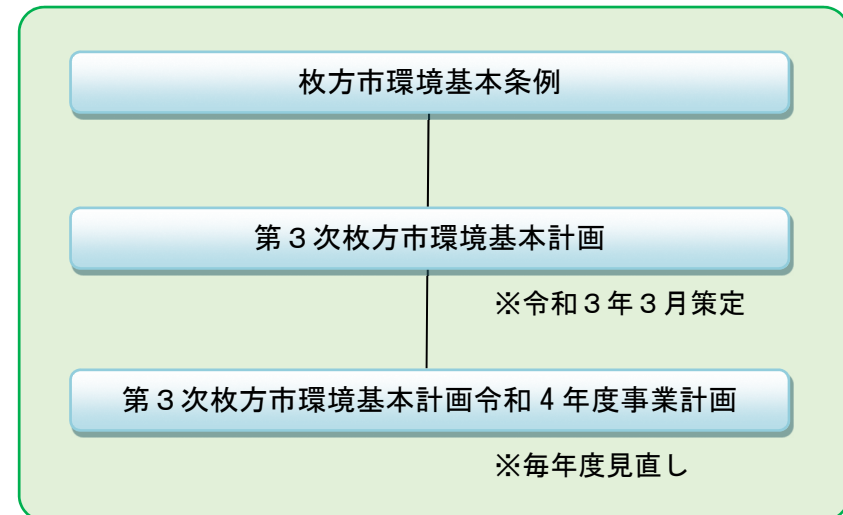 枚方市環境基本条例
第３次枚方市環境基本計画
※令和３年３月策定
第３次枚方市環境基本計画令和 4 年度事業計画
※毎年度見直し